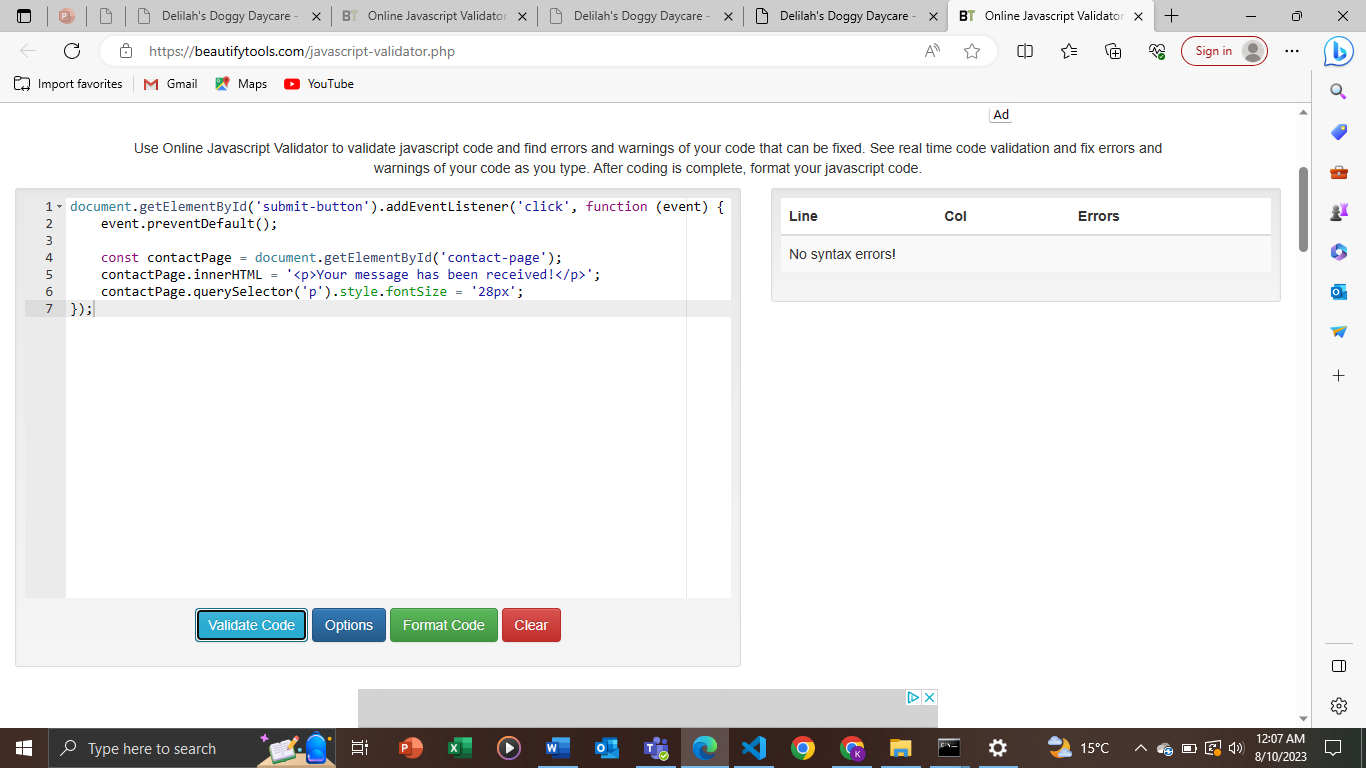 Delilah's Doggy Daycare -
BT Online Javascript Validator
Delilah's Doggy Daycare -
Delilah's Doggy Daycare -
BT Online Javascript Validator
https://beautifytools.com/javascript-validator.php
Sign in
Import favorites
Gmail
Maps
YouTube
Ad
Use Online Javascript Validator to validate javascript code and find errors and warnings of your code that can be fixed. See real time code validation and fix errors and
warnings of your code as you type. After coding is complete, format your javascript code.
1 document.getElementById('submit-button').addEventListener('click', function (event) {
2 event.preventDefault();
3
4 const contactPage = document.getElementById('contact-page');
5 contactPage.innerHTML = '<p>Your message has been received!</p>';
6 contactPage.querySelector('p').style.fontSize = '28px';
7 });
Line Col Errors
No syntax errors!
Validate Code Options Format Code Clear
Type here to search
15°C
12:07 AM
8/10/2023